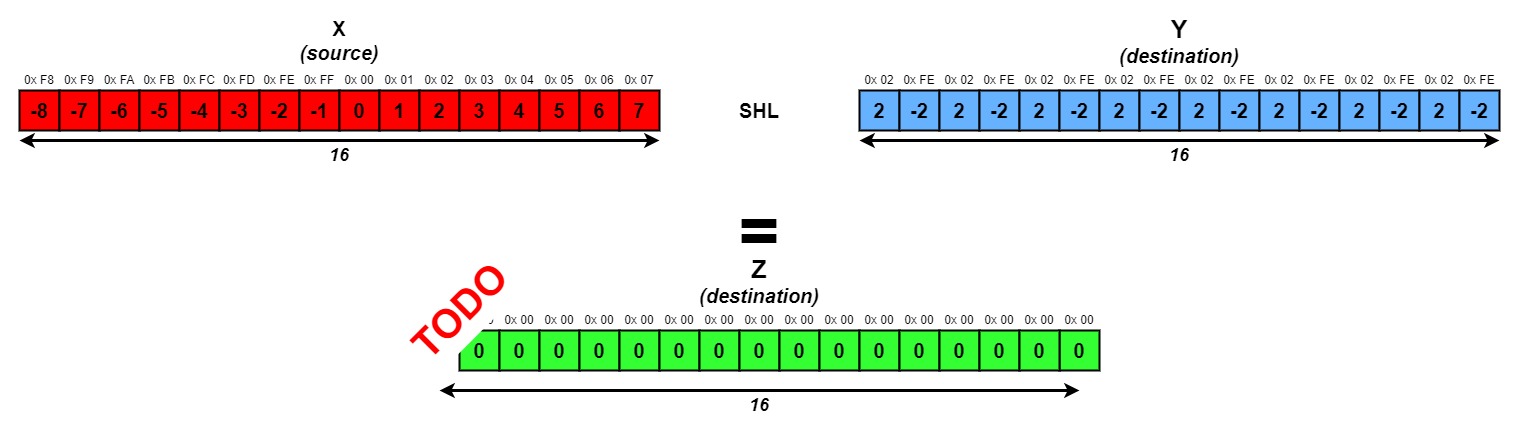 X
(source)
0x F8 0x F9 0x FA 0x FB 0x FC 0x FD 0x FE 0x FF 0x 00 0x 01 0x 02 0x 03 0x 04 0x 05 0x 06 0x 07
-8 -7 -6 -5 -4 -3 -2 -1 0 1 2 3 4 5 6 7
16
SHL
Y
(destination)
0x 02 0x FE 0x 02 0x FE 0x 02 0x FE 0x 02 0x FE 0x 02 0x FE 0x 02 0x FE 0x 02 0x FE 0x 02 0x FE
2 -2 2 -2 2 -2 2 -2 2 -2 2 -2 2 -2 2 -2
16
=
Z
(destination)
TODO
0x 00 0x 00 0x 00 0x 00 0x 00 0x 00 0x 00 0x 00 0x 00 0x 00 0x 00 0x 00 0x 00 0x 00 0x 00
0 0 0 0 0 0 0 0 0 0 0 0 0 0 0 0
16